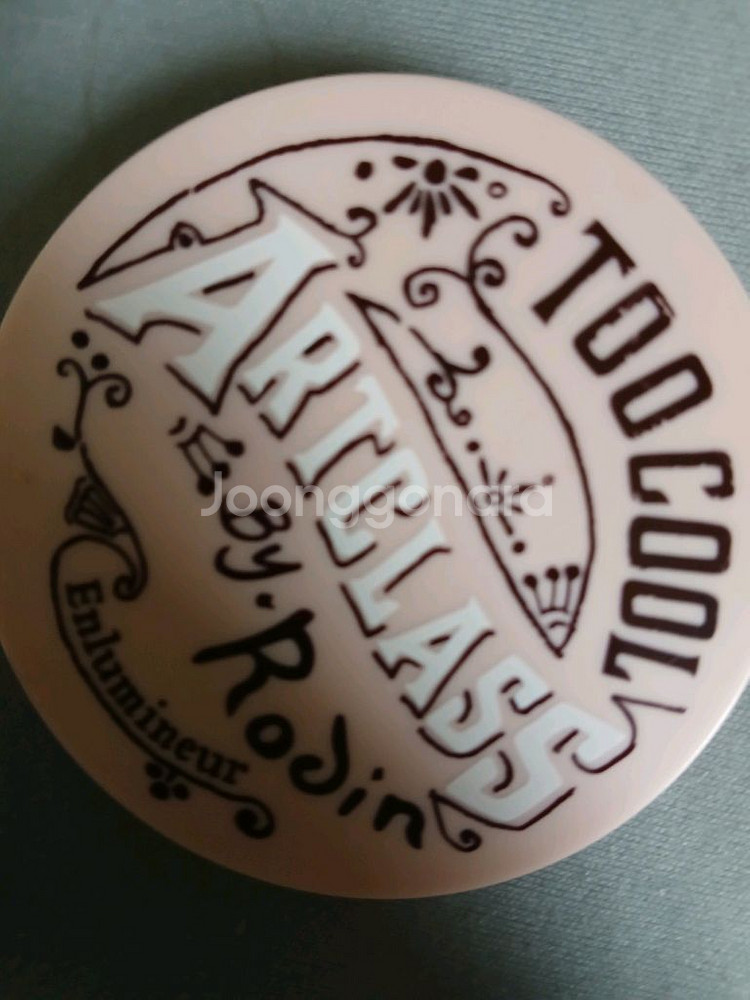 TOO COOL
ARTCLASS
By. Rodin
Enlumineur
Joonggonara